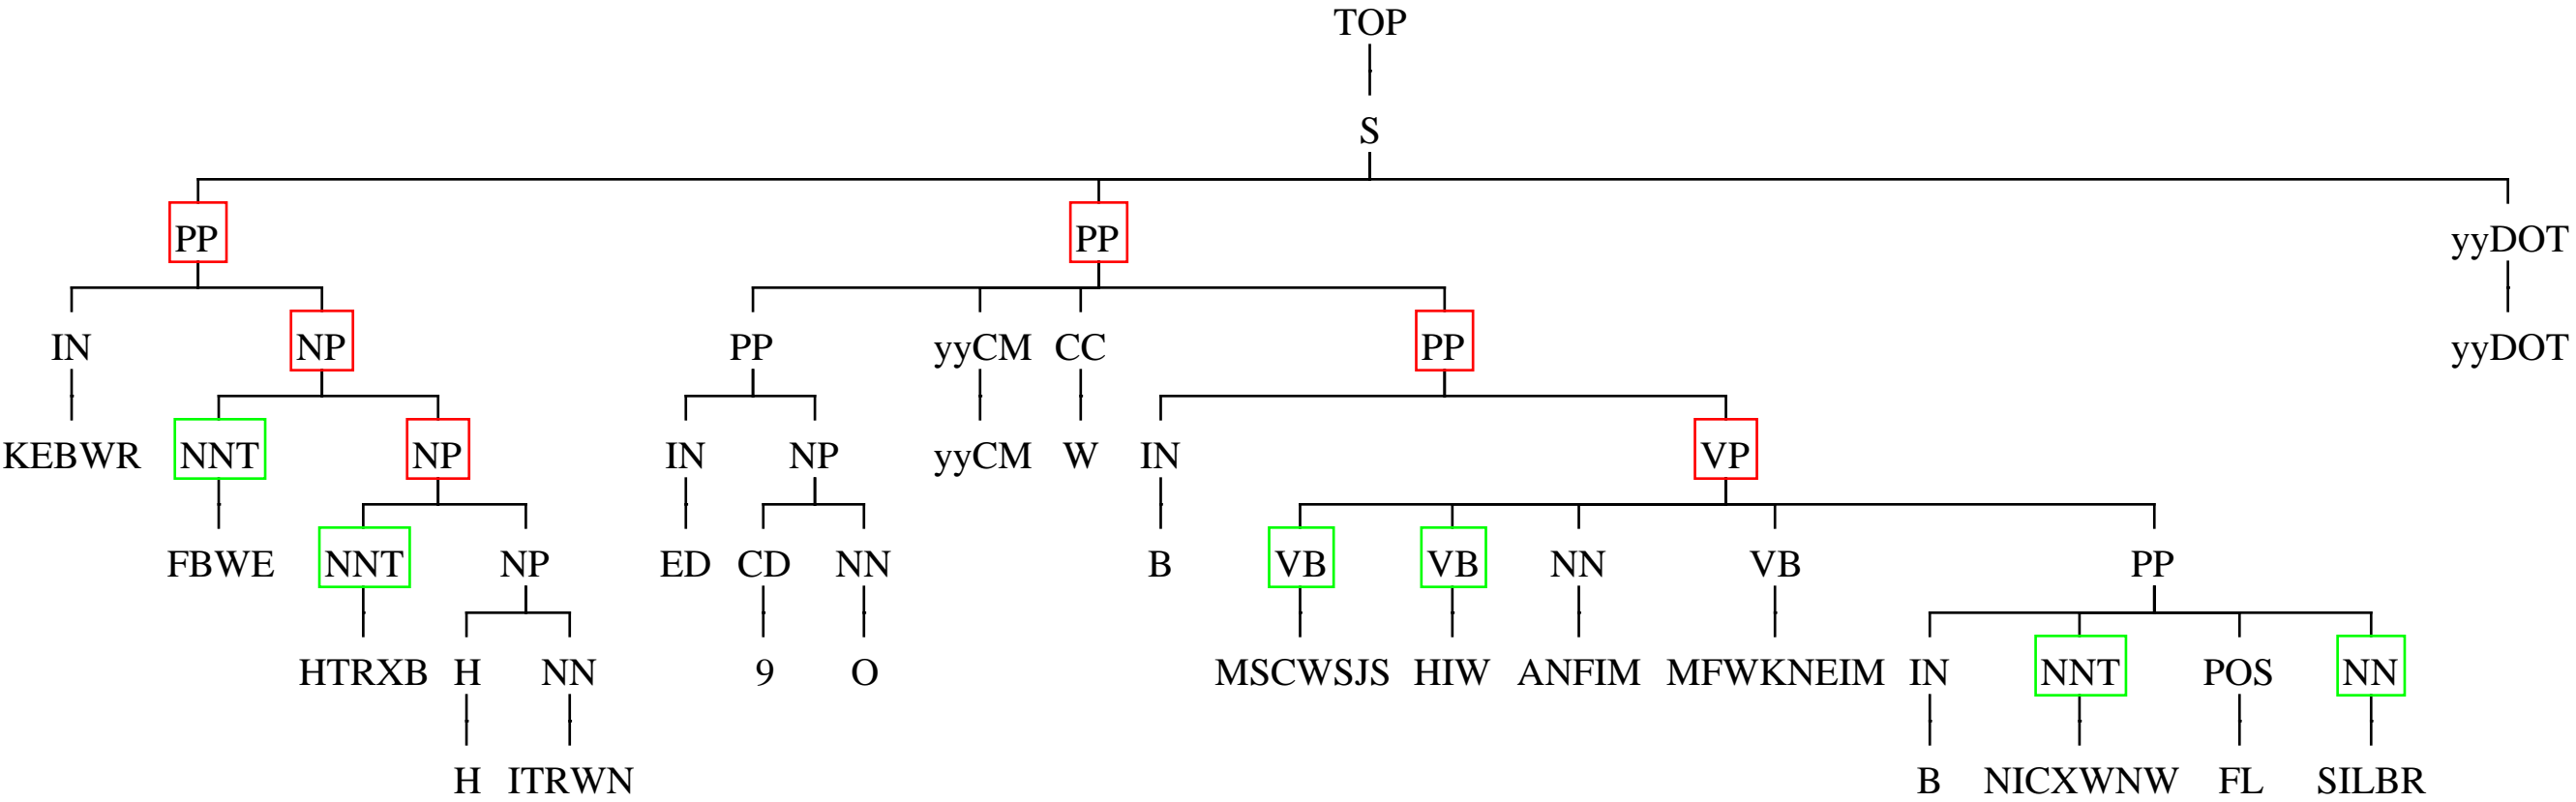 TOP
S
PP PP yyDOT
IN NP PP yyCM CC PP yyDOT
KEBWR NNT NP IN NP yyCM W IN VP
FBWE NNT NP ED CD NN B VB VB NN VB PP
HTRXB H NN 9 O MSCWSJS HIW ANFIM MFWKNEIM IN NNT POS NN
H ITRWN B NICXWNW FL SILBR